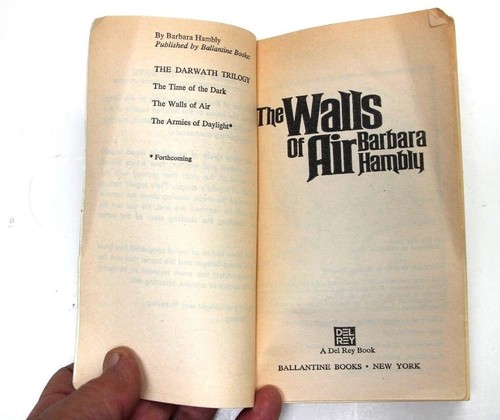 By Barbara Hambly
Published by Ballantine Books:
THE DARWATH TRILOGY
The Time of the Dark
The Walls of Air
The Armies of Daylight*
* Forthcoming
The Walls
Of Air
Barbara
Hambly
DEL
REY
A Del Rey Book
BALLANTINE BOOKS • NEW YORK